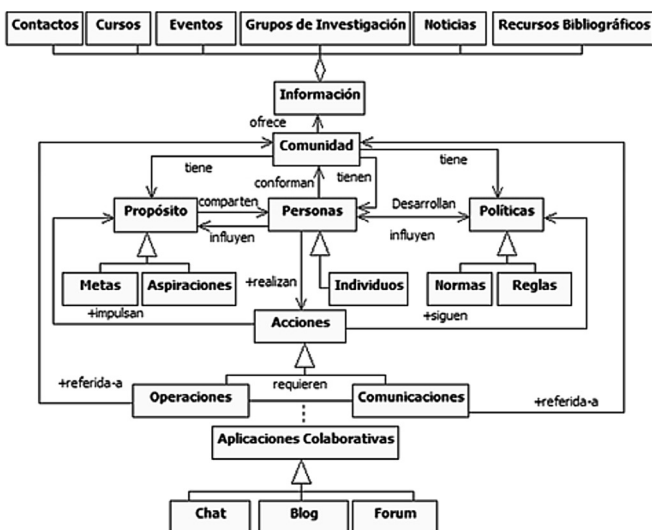 Contactos Cursos Eventos Grupos de Investigación Noticias Recursos Bibliográficos
Información
ofrece
Comunidad
tiene conforman tienen tiene
Propósito comparten Personas Desarrollan Políticas
influyen influyen
Metas Aspiraciones +realizan Individuos Normas Reglas
+impulsan Acciones +siguen
requieren
+referida-a Operaciones Comunicaciones +referida-a
Aplicaciones Colaborativas
Chat Blog Forum